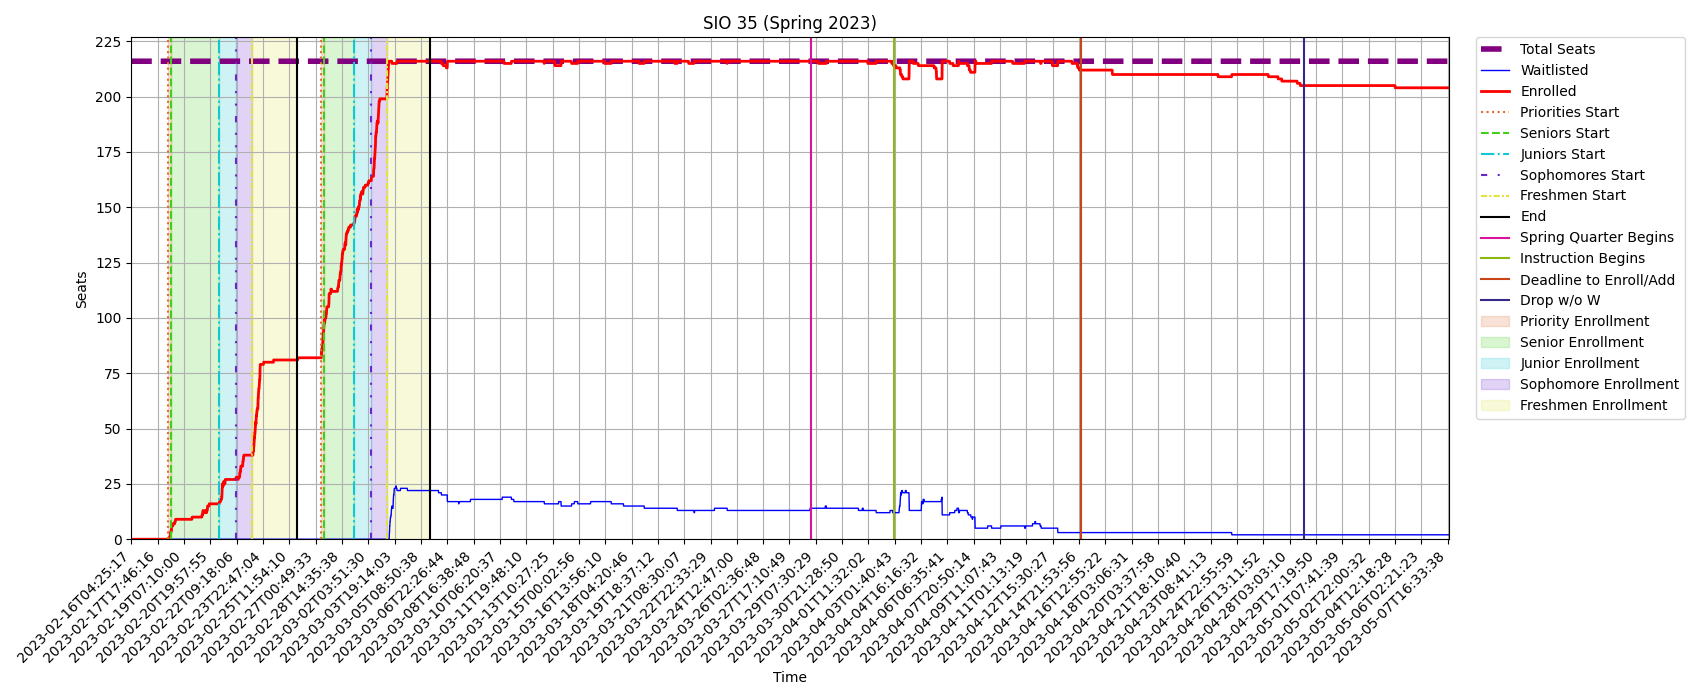 SIO 35 (Spring 2023)
Seats
225
200
175
150
125
100
75
50
25
0
2023-02-16T04:25:17
2023-02-17T17:46:16
2023-02-19T07:10:00
2023-02-20T19:57:55
2023-02-22T09:18:06
2023-02-23T22:47:04
2023-02-25T11:54:10
2023-02-27T00:49:33
2023-02-28T14:35:38
2023-03-02T03:51:30
2023-03-03T19:14:03
2023-03-05T08:50:38
2023-03-06T22:26:44
2023-03-08T16:38:48
2023-03-10T06:20:37
2023-03-11T19:48:10
2023-03-13T10:27:25
2023-03-15T00:02:56
2023-03-16T13:56:10
2023-03-18T04:20:46
2023-03-19T18:37:12
2023-03-21T08:30:07
2023-03-22T22:33:29
2023-03-24T12:47:00
2023-03-26T02:36:48
2023-03-27T17:10:49
2023-03-29T07:30:29
2023-03-30T21:28:50
2023-04-01T11:32:02
2023-04-03T01:40:43
2023-04-04T16:16:32
2023-04-06T06:35:41
2023-04-07T20:50:14
2023-04-09T11:07:43
2023-04-11T01:13:19
2023-04-12T15:30:27
2023-04-14T21:53:56
2023-04-16T12:55:22
2023-04-18T03:06:31
2023-04-20T03:37:58
2023-04-21T18:10:40
2023-04-23T08:41:13
2023-04-24T22:55:59
2023-04-26T13:11:52
2023-04-28T03:03:10
2023-04-29T17:19:50
2023-05-01T07:41:39
2023-05-02T22:00:32
2023-05-04T12:18:28
2023-05-06T02:21:23
2023-05-07T16:33:38
Time
Total Seats
Waitlisted
Enrolled
Priorities Start
Seniors Start
Juniors Start
Sophomores Start
Freshmen Start
End
Spring Quarter Begins
Instruction Begins
Deadline to Enroll/Add
Drop w/o W
Priority Enrollment
Senior Enrollment
Junior Enrollment
Sophomore Enrollment
Freshmen Enrollment